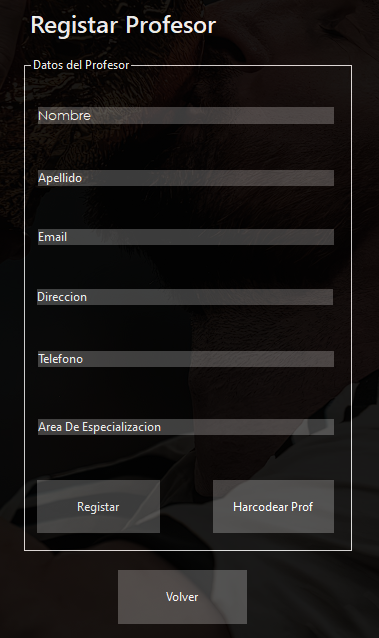 Registar Profesor
Datos del Profesor
Nombre
Apellido
Email
Direccion
Telefono
Area De Especializacion
Registar
Harcodear Prof
Volver